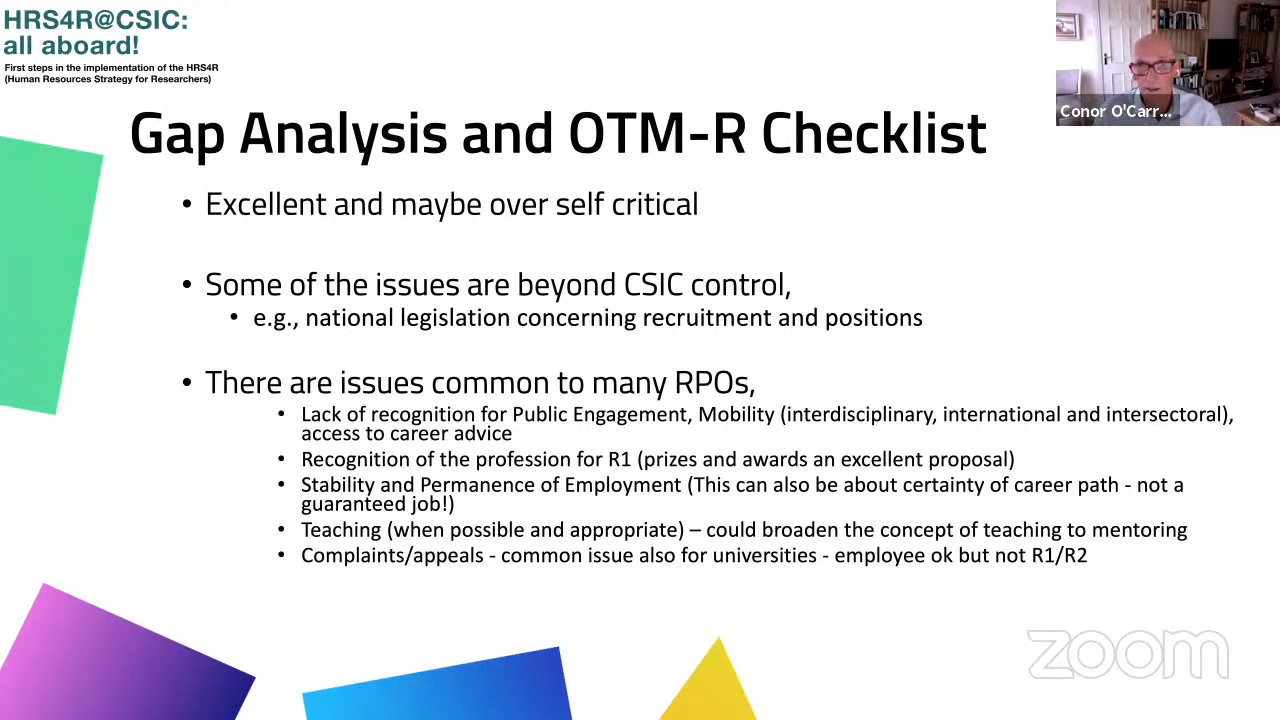 HRS4R@CSIC:
all aboard!
First steps in the implementation of the HRS4R
(Human Resources Strategy for Researchers)
Conor O'Carr...
Gap Analysis and OTM-R Checklist
• Excellent and maybe over self critical
• Some of the issues are beyond CSIC control,
• e.g., national legislation concerning recruitment and positions
• There are issues common to many RPOs,
• Lack of recognition for Public Engagement, Mobility (interdisciplinary, international and intersectoral),
access to career advice
• Recognition of the profession for R1 (prizes and awards an excellent proposal)
• Stability and Permanence of Employment (This can also be about certainty of career path - not a
guaranteed job!)
• Teaching (when possible and appropriate) – could broaden the concept of teaching to mentoring
• Complaints/appeals - common issue also for universities - employee ok but not R1/R2
zoom